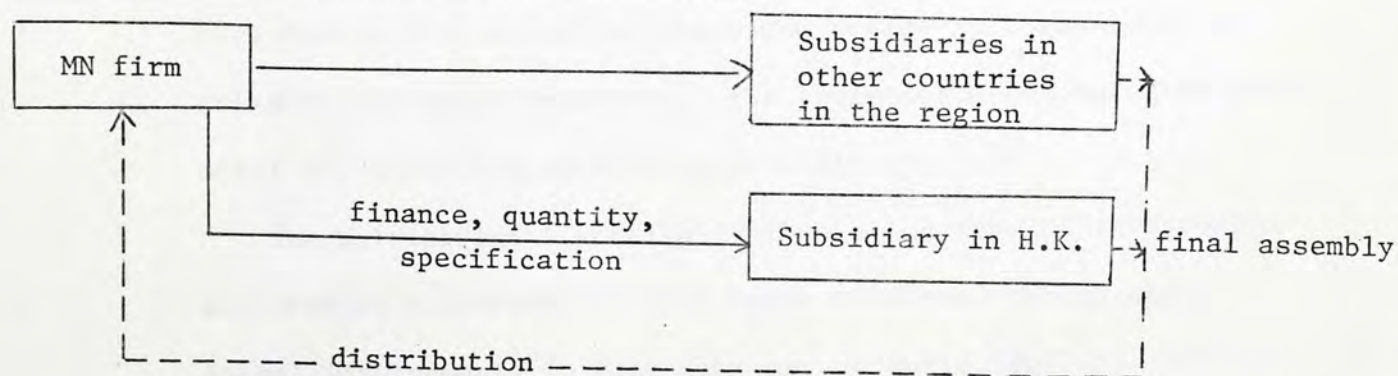 MN firm
Subsidiaries in
other countries
in the region
finance, quantity,
specification
Subsidiary in H.K.
final assembly
distribution